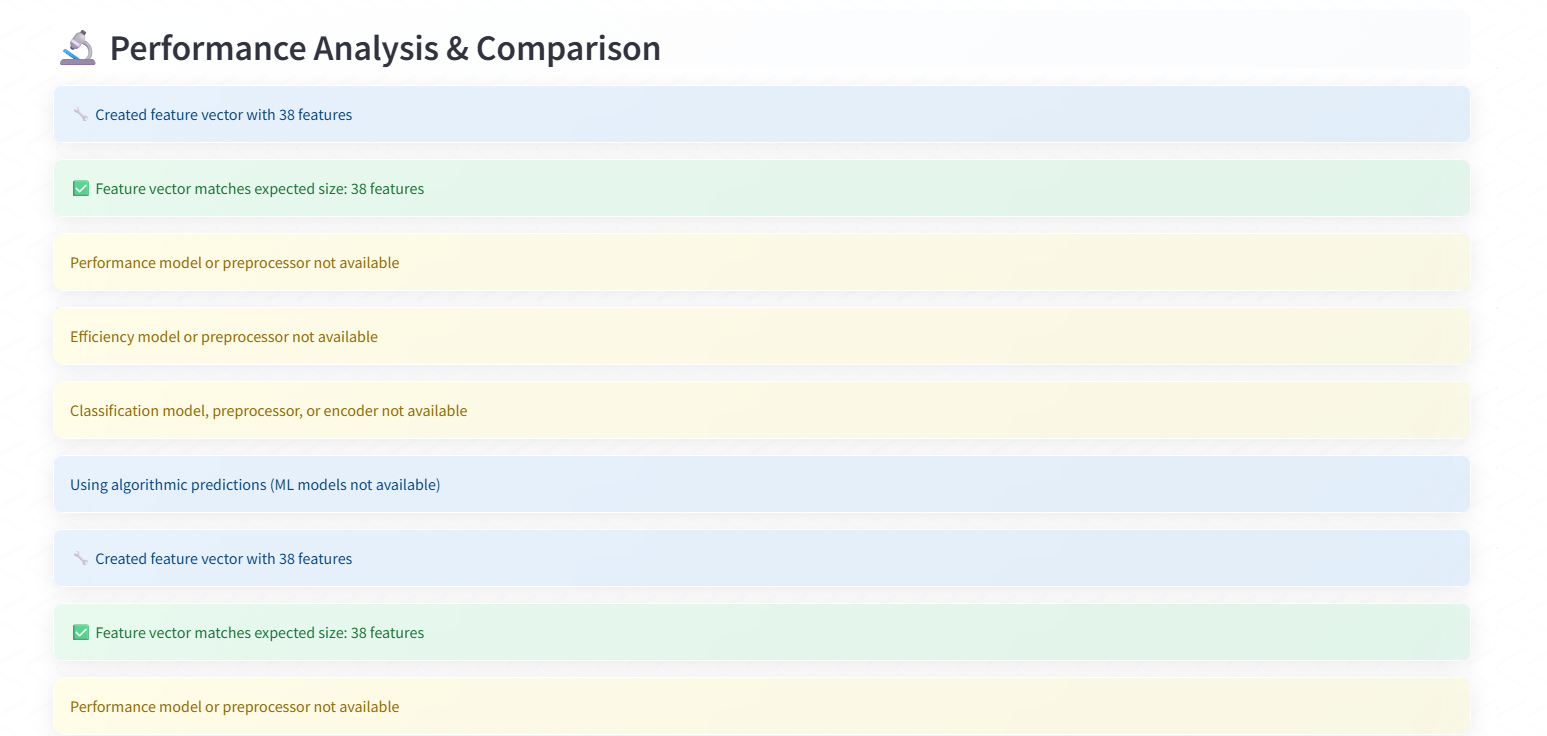 Performance Analysis & Comparison
Created feature vector with 38 features
Feature vector matches expected size: 38 features
Performance model or preprocessor not available
Efficiency model or preprocessor not available
Classification model, preprocessor, or encoder not available
Using algorithmic predictions (ML models not available)
Created feature vector with 38 features
Feature vector matches expected size: 38 features
Performance model or preprocessor not available